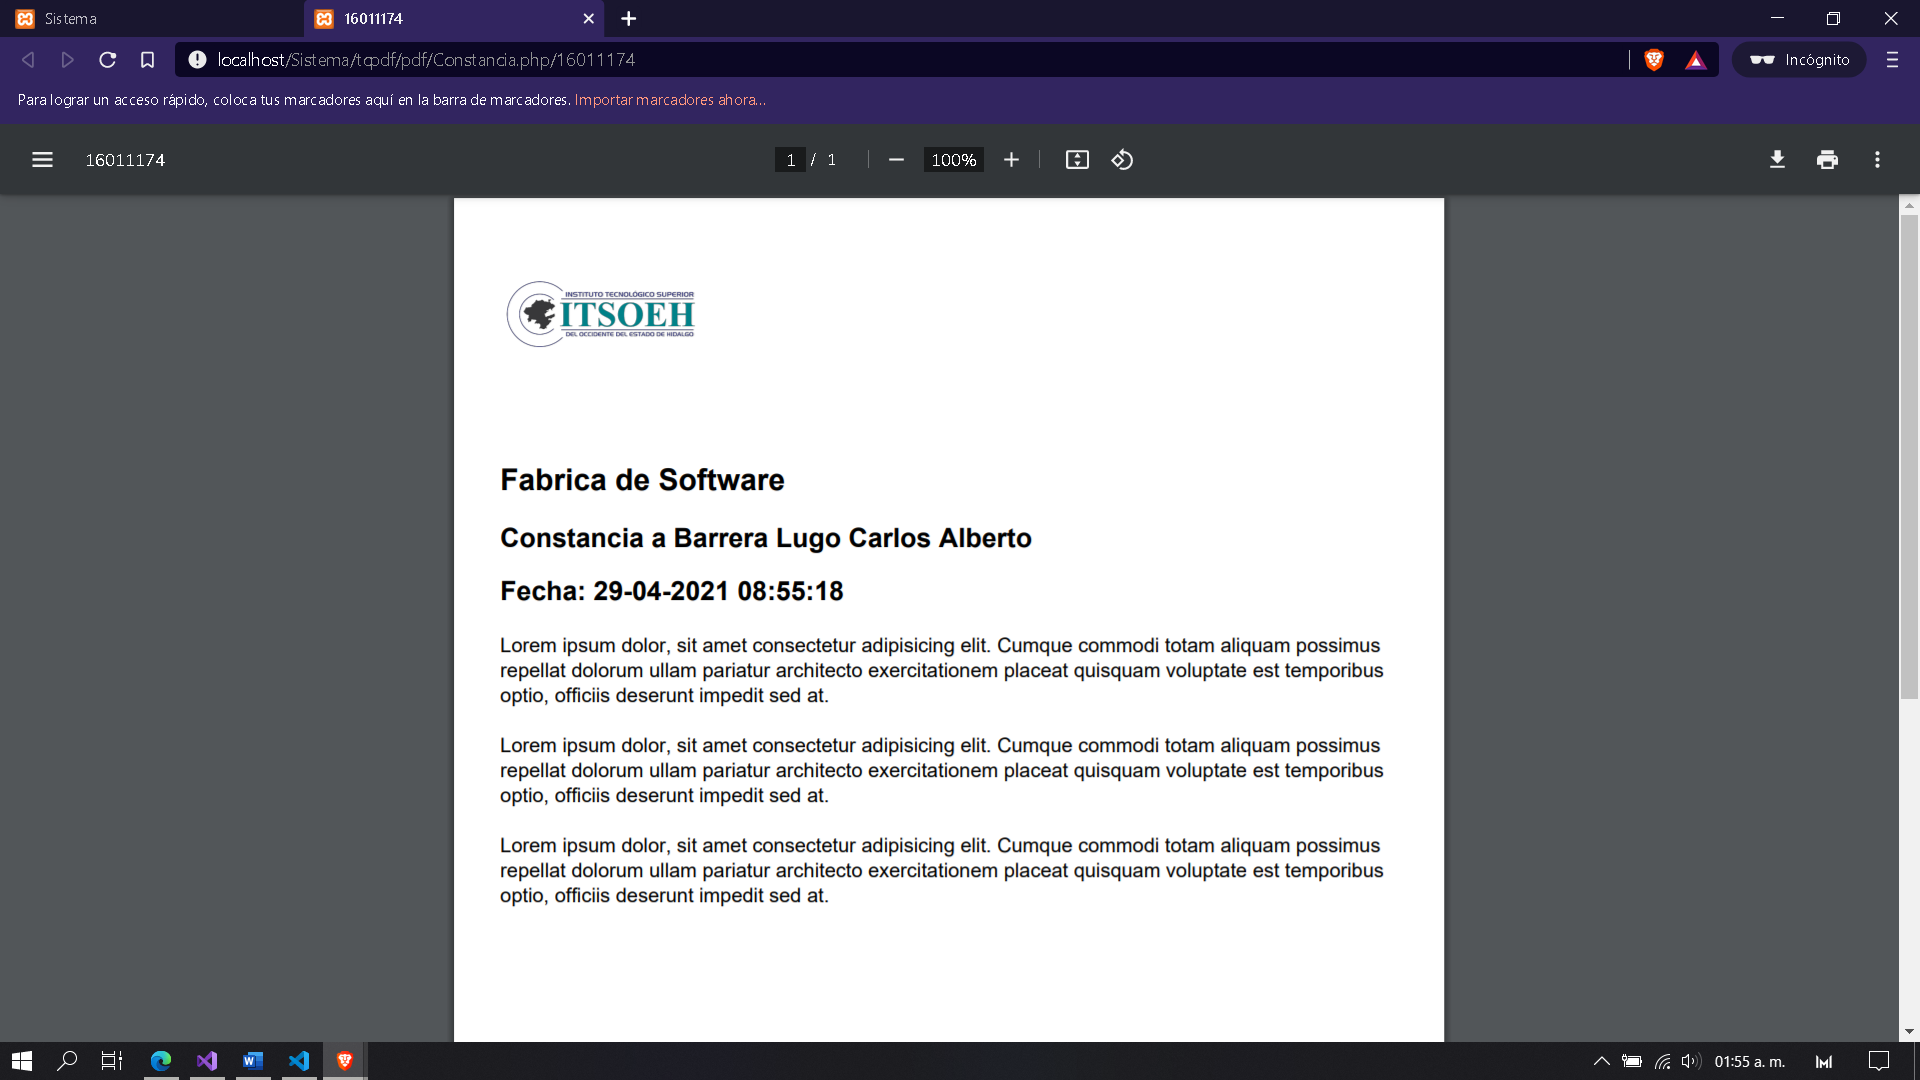 Sistema
16011174
localhost/Sistema/tcpdf/pdf/Constancia.php/16011174
Incógnito
Para lograr un acceso rápido, coloca tus marcadores aquí en la barra de marcadores. Importar marcadores ahora...
16011174
1 / 1
100%
INSTITUTO TECNOLÓGICO SUPERIOR
ITSOEH
DEL OCCIDENTE DEL ESTADO DE HIDALGO
Fabrica de Software
Constancia a Barrera Lugo Carlos Alberto
Fecha: 29-04-2021 08:55:18
Lorem ipsum dolor, sit amet consectetur adipisicing elit. Cumque commodi totam aliquam possimus
repellat dolorum ullam pariatur architecto exercitationem placeat quisquam voluptate est temporibus
optio, officiis deserunt impedit sed at.
Lorem ipsum dolor, sit amet consectetur adipisicing elit. Cumque commodi totam aliquam possimus
repellat dolorum ullam pariatur architecto exercitationem placeat quisquam voluptate est temporibus
optio, officiis deserunt impedit sed at.
Lorem ipsum dolor, sit amet consectetur adipisicing elit. Cumque commodi totam aliquam possimus
repellat dolorum ullam pariatur architecto exercitationem placeat quisquam voluptate est temporibus
optio, officiis deserunt impedit sed at.
01:55 a. m.